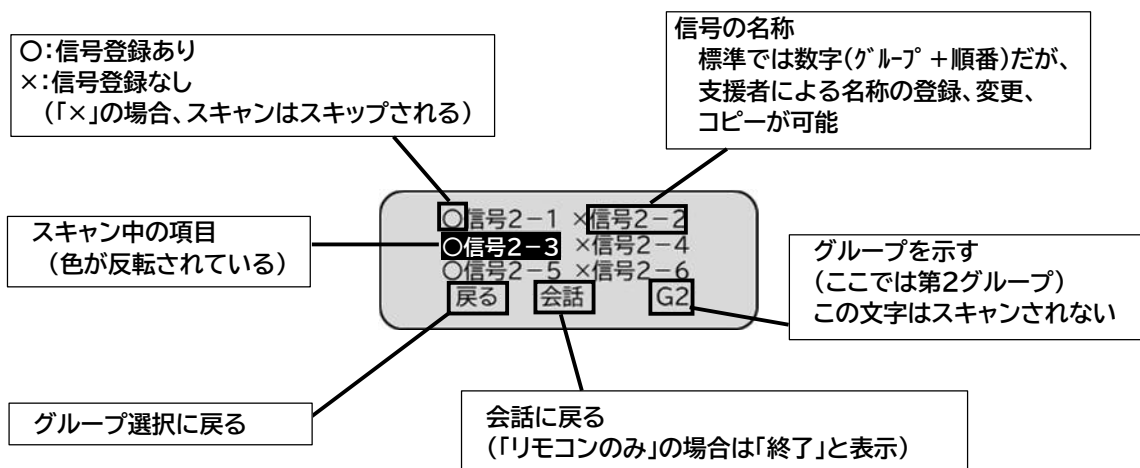 〇:信号登録あり
×:信号登録なし
(「×」の場合、スキャンはスキップされる)
信号の名称
標準では数字(ｸﾞﾙｰﾌﾟ＋順番)だが、
支援者による名称の登録、変更、
コピーが可能
スキャン中の項目
(色が反転されている)
〇信号2－1 ×信号2－2
〇信号2－3 ×信号2－4
〇信号2－5 ×信号2－6
戻る 会話 G2
グループを示す
(ここでは第2グループ)
この文字はスキャンされない
グループ選択に戻る
会話に戻る
(「リモコンのみ」の場合は「終了」と表示)